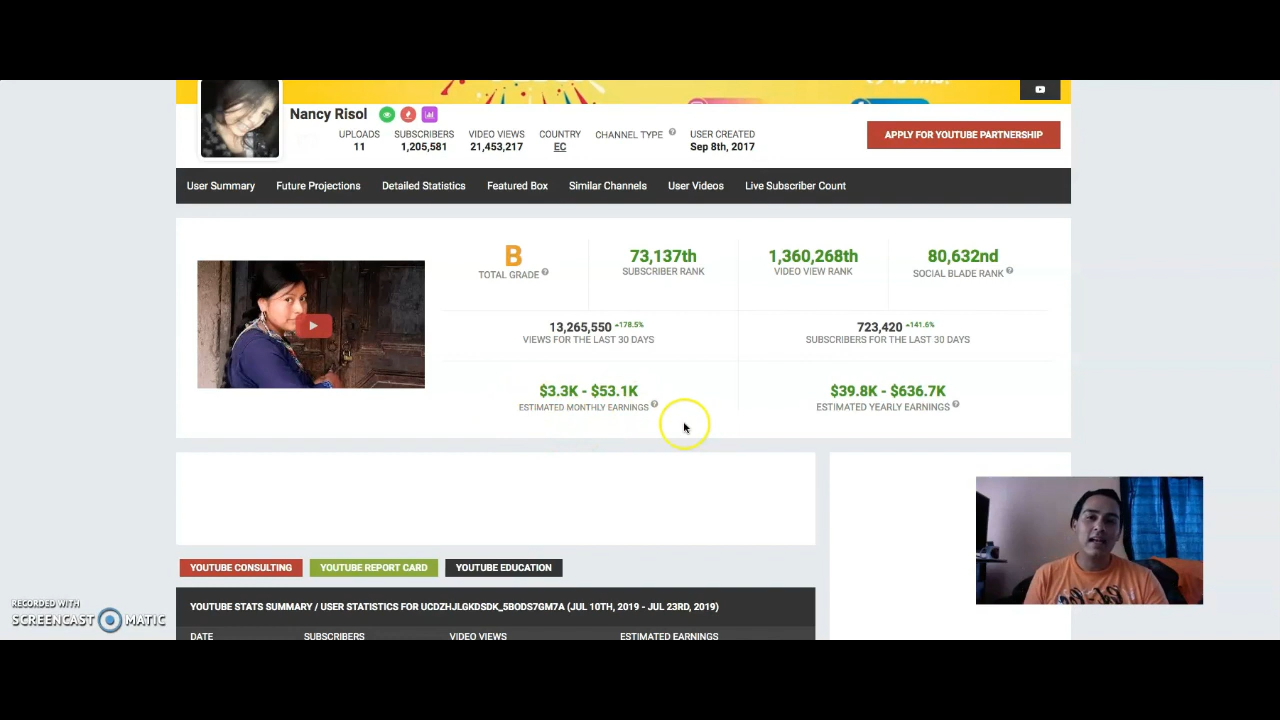 Nancy Risol
UPLOADS SUBSCRIBERS VIDEO VIEWS COUNTRY CHANNEL TYPE ? USER CREATED
11 1,205,581 21,453,217 EC Sep 8th, 2017
APPLY FOR YOUTUBE PARTNERSHIP
User Summary Future Projections Detailed Statistics Featured Box Similar Channels User Videos Live Subscriber Count
B 73,137th 1,360,268th 80,632nd
TOTAL GRADE ? SUBSCRIBER RANK VIDEO VIEW RANK SOCIAL BLADE RANK ?
13,265,550 +178.5% 723,420 +141.6%
VIEWS FOR THE LAST 30 DAYS SUBSCRIBERS FOR THE LAST 30 DAYS
$3.3K - $53.1K $39.8K - $636.7K
ESTIMATED MONTHLY EARNINGS ? ESTIMATED YEARLY EARNINGS ?
YOUTUBE CONSULTING YOUTUBE REPORT CARD YOUTUBE EDUCATION
YOUTUBE STATS SUMMARY / USER STATISTICS FOR UCDZHJLGKDSDK_5BODS7GM7A (JUL 10TH, 2019 - JUL 23RD, 2019)
DATE SUBSCRIBERS VIDEO VIEWS ESTIMATED EARNINGS
RECORDED WITH
SCREENCAST MATIC